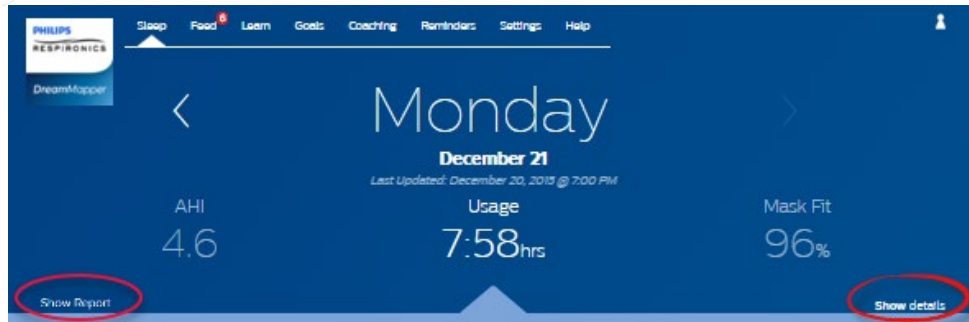 PHILIPS
RESPIRONICS
DreamMapper
Sleep Feed 6 Learn Goals Coaching Reminders Settings Help
Monday
December 21
Last Updated: December 20, 2015 @ 7:00 PM
AHI Usage Mask Fit
4.6 7:58hrs 96%
Show Report Show details